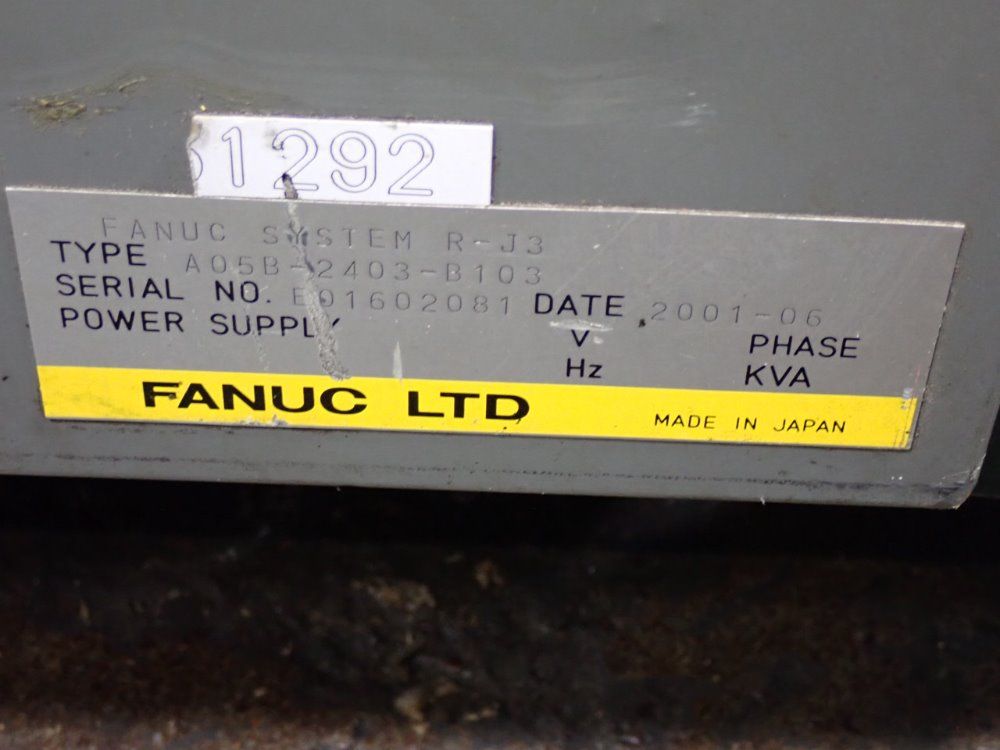 1292
FANUC SYSTEM R-J3
TYPE A05B-2403-B103
SERIAL NO. E01602081 DATE 2001-06
POWER SUPPLY V PHASE
Hz KVA
FANUC LTD MADE IN JAPAN